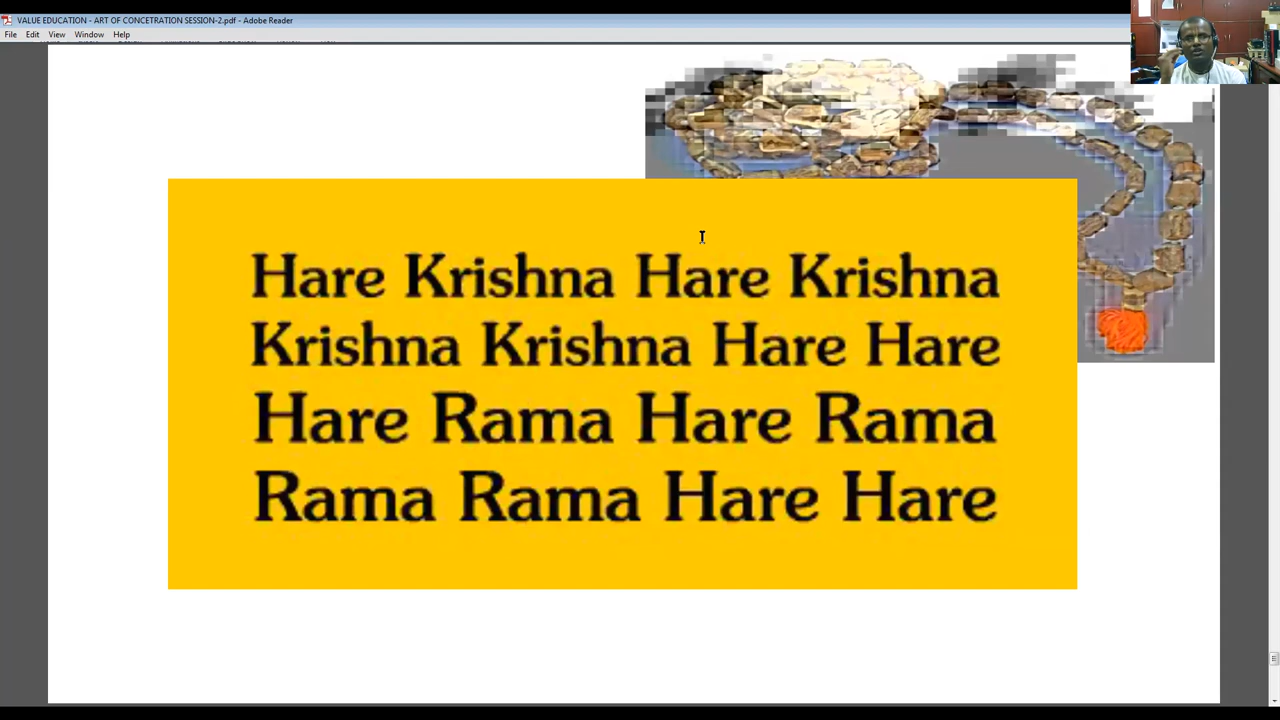 VALUE EDUCATION - ART OF CONCETRATION SESSION-2.pdf - Adobe Reader
File Edit View Window Help
Hare Krishna Hare Krishna
Krishna Krishna Hare Hare
Hare Rama Hare Rama
Rama Rama Hare Hare